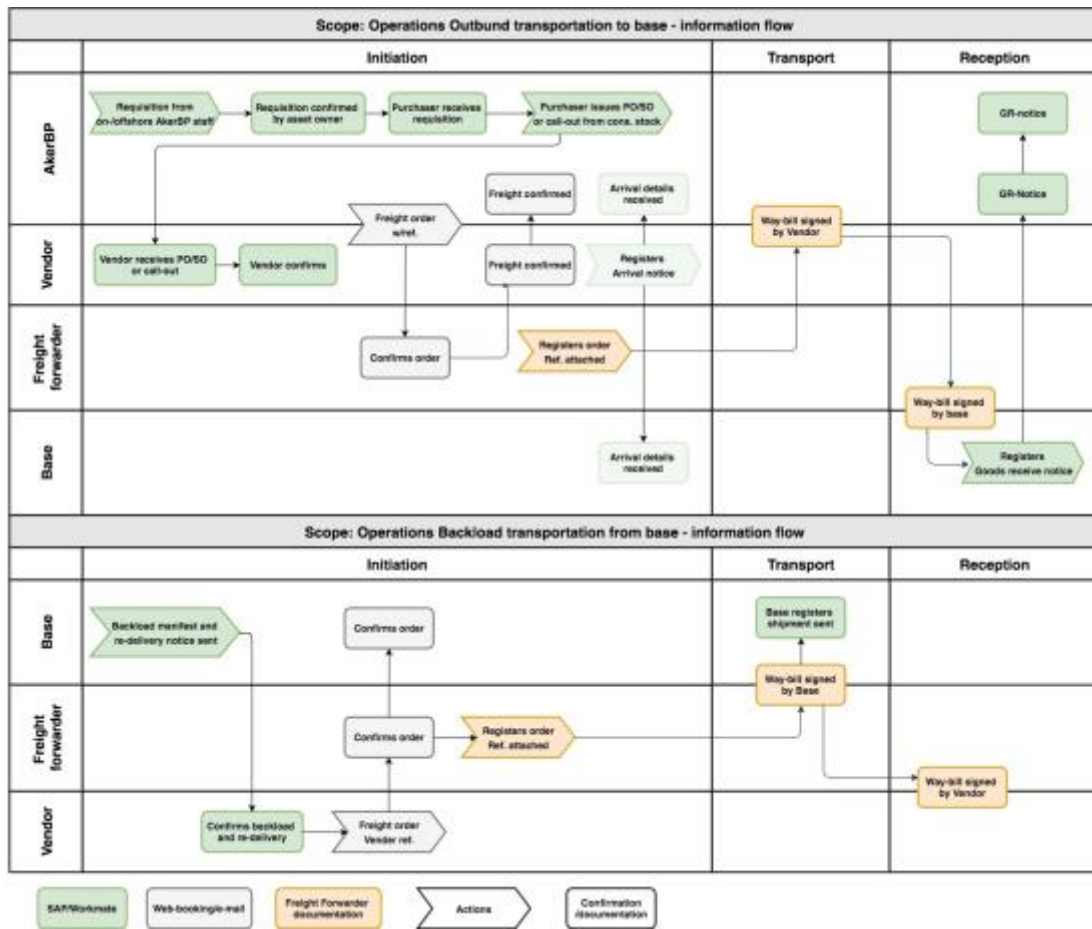 Scope: Operations Outbund transportation to base - information flow
Initiation
Transport
Reception
AkerBP
Requisition from
on-/offshore AkerBP staff
Requisition confirmed
by asset owner
Purchaser receives
requisition
Purchaser issues PO/SO
or call-out from cons. stock.
GR-notice
Freight confirmed
Arrival details
received
GR-Notice
Freight order
w/ref.
Way-bill signed
by Vendor
Vendor
Vendor receives PO/SO
or call-out
Vendor confirms
Freight confirmed
Registers
Arrival notice
Freight
forwarder
Confirms order
Registers order
Ref. attached
Way-bill signed
by base
Base
Arrival details
received
Registers
Goods receive notice
Scope: Operations Backload transportation from base - information flow
Initiation
Transport
Reception
Base
Backload manifest and
re-delivery notice sent
Confirms order
Base registers
shipment sent
Way-bill signed
by Base
Freight
forwarder
Confirms order
Registers order
Ref. attached
Way-bill signed
by Vendor
Vendor
Confirms backload
and re-delivery
Freight order
Vender ref.
SAP/Workmate
Web-booking/e-mail
Freight Forwarder
documentation
Actions
Confirmation
/documentation